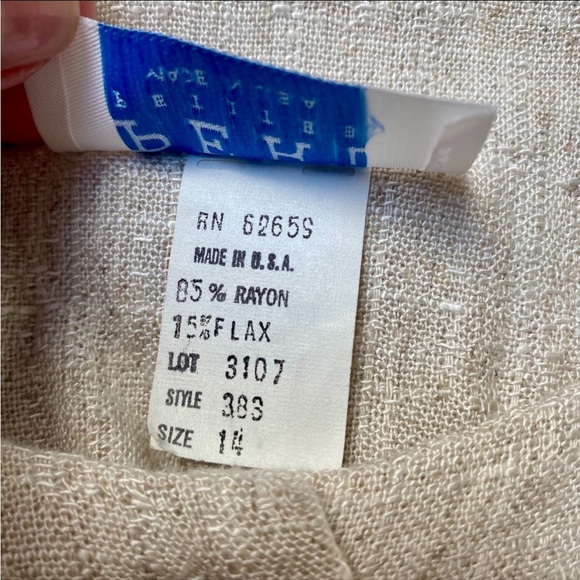 RN 62659
MADE IN U.S.A.
85% RAYON
15% FLAX
LOT 3107
STYLE 383
SIZE 14